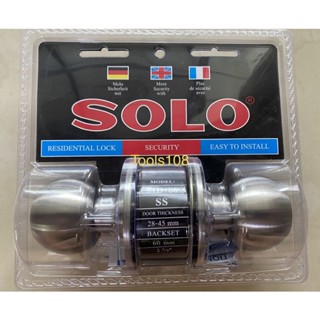 Mehr Sicherheit mit
More Security with
Plus de sécurité avec
SOLO®
RESIDENTIAL LOCK SECURITY EASY TO INSTALL
tools108
MODEL:
SS
DOOR THICKNESS
28-45 mm
BACKSET
60 mm